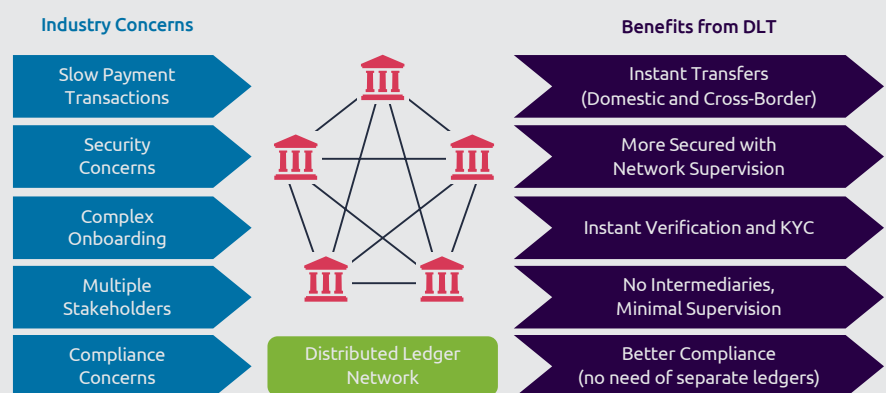 Industry Concerns
Benefits from DLT
Slow Payment
Transactions
Instant Transfers
(Domestic and Cross-Border)
Security
Concerns
More Secured with
Network Supervision
Complex
Onboarding
Instant Verification and KYC
Multiple
Stakeholders
No Intermediaries,
Minimal Supervision
Compliance
Concerns
Distributed Ledger
Network
Better Compliance
(no need of separate ledgers)